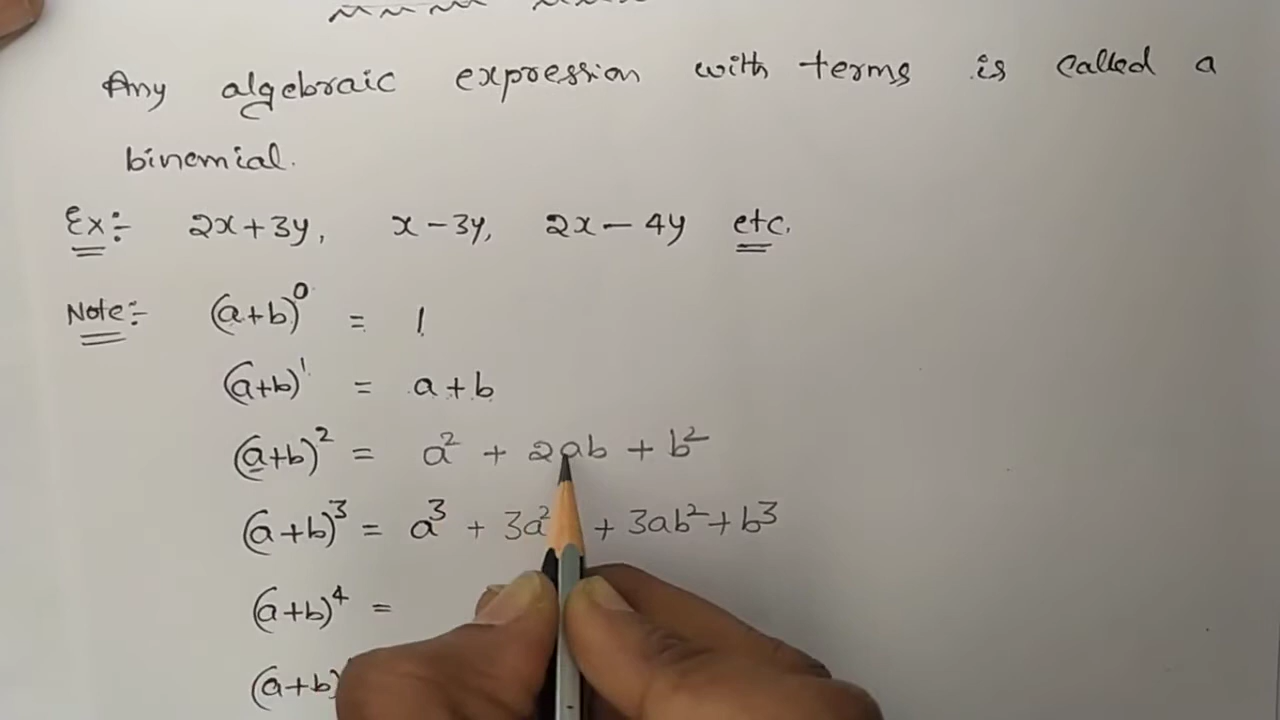 Any algebraic expression with terms is called a
binomial.
Ex:- 2x+3y, x-3y, 2x-4y etc.
Note:- (a+b)⁰ = 1
(a+b)¹ = a+b
(a+b)² = a² + 2ab + b²
(a+b)³ = a³ + 3a² + 3ab² + b³
(a+b)⁴ =
(a+b)